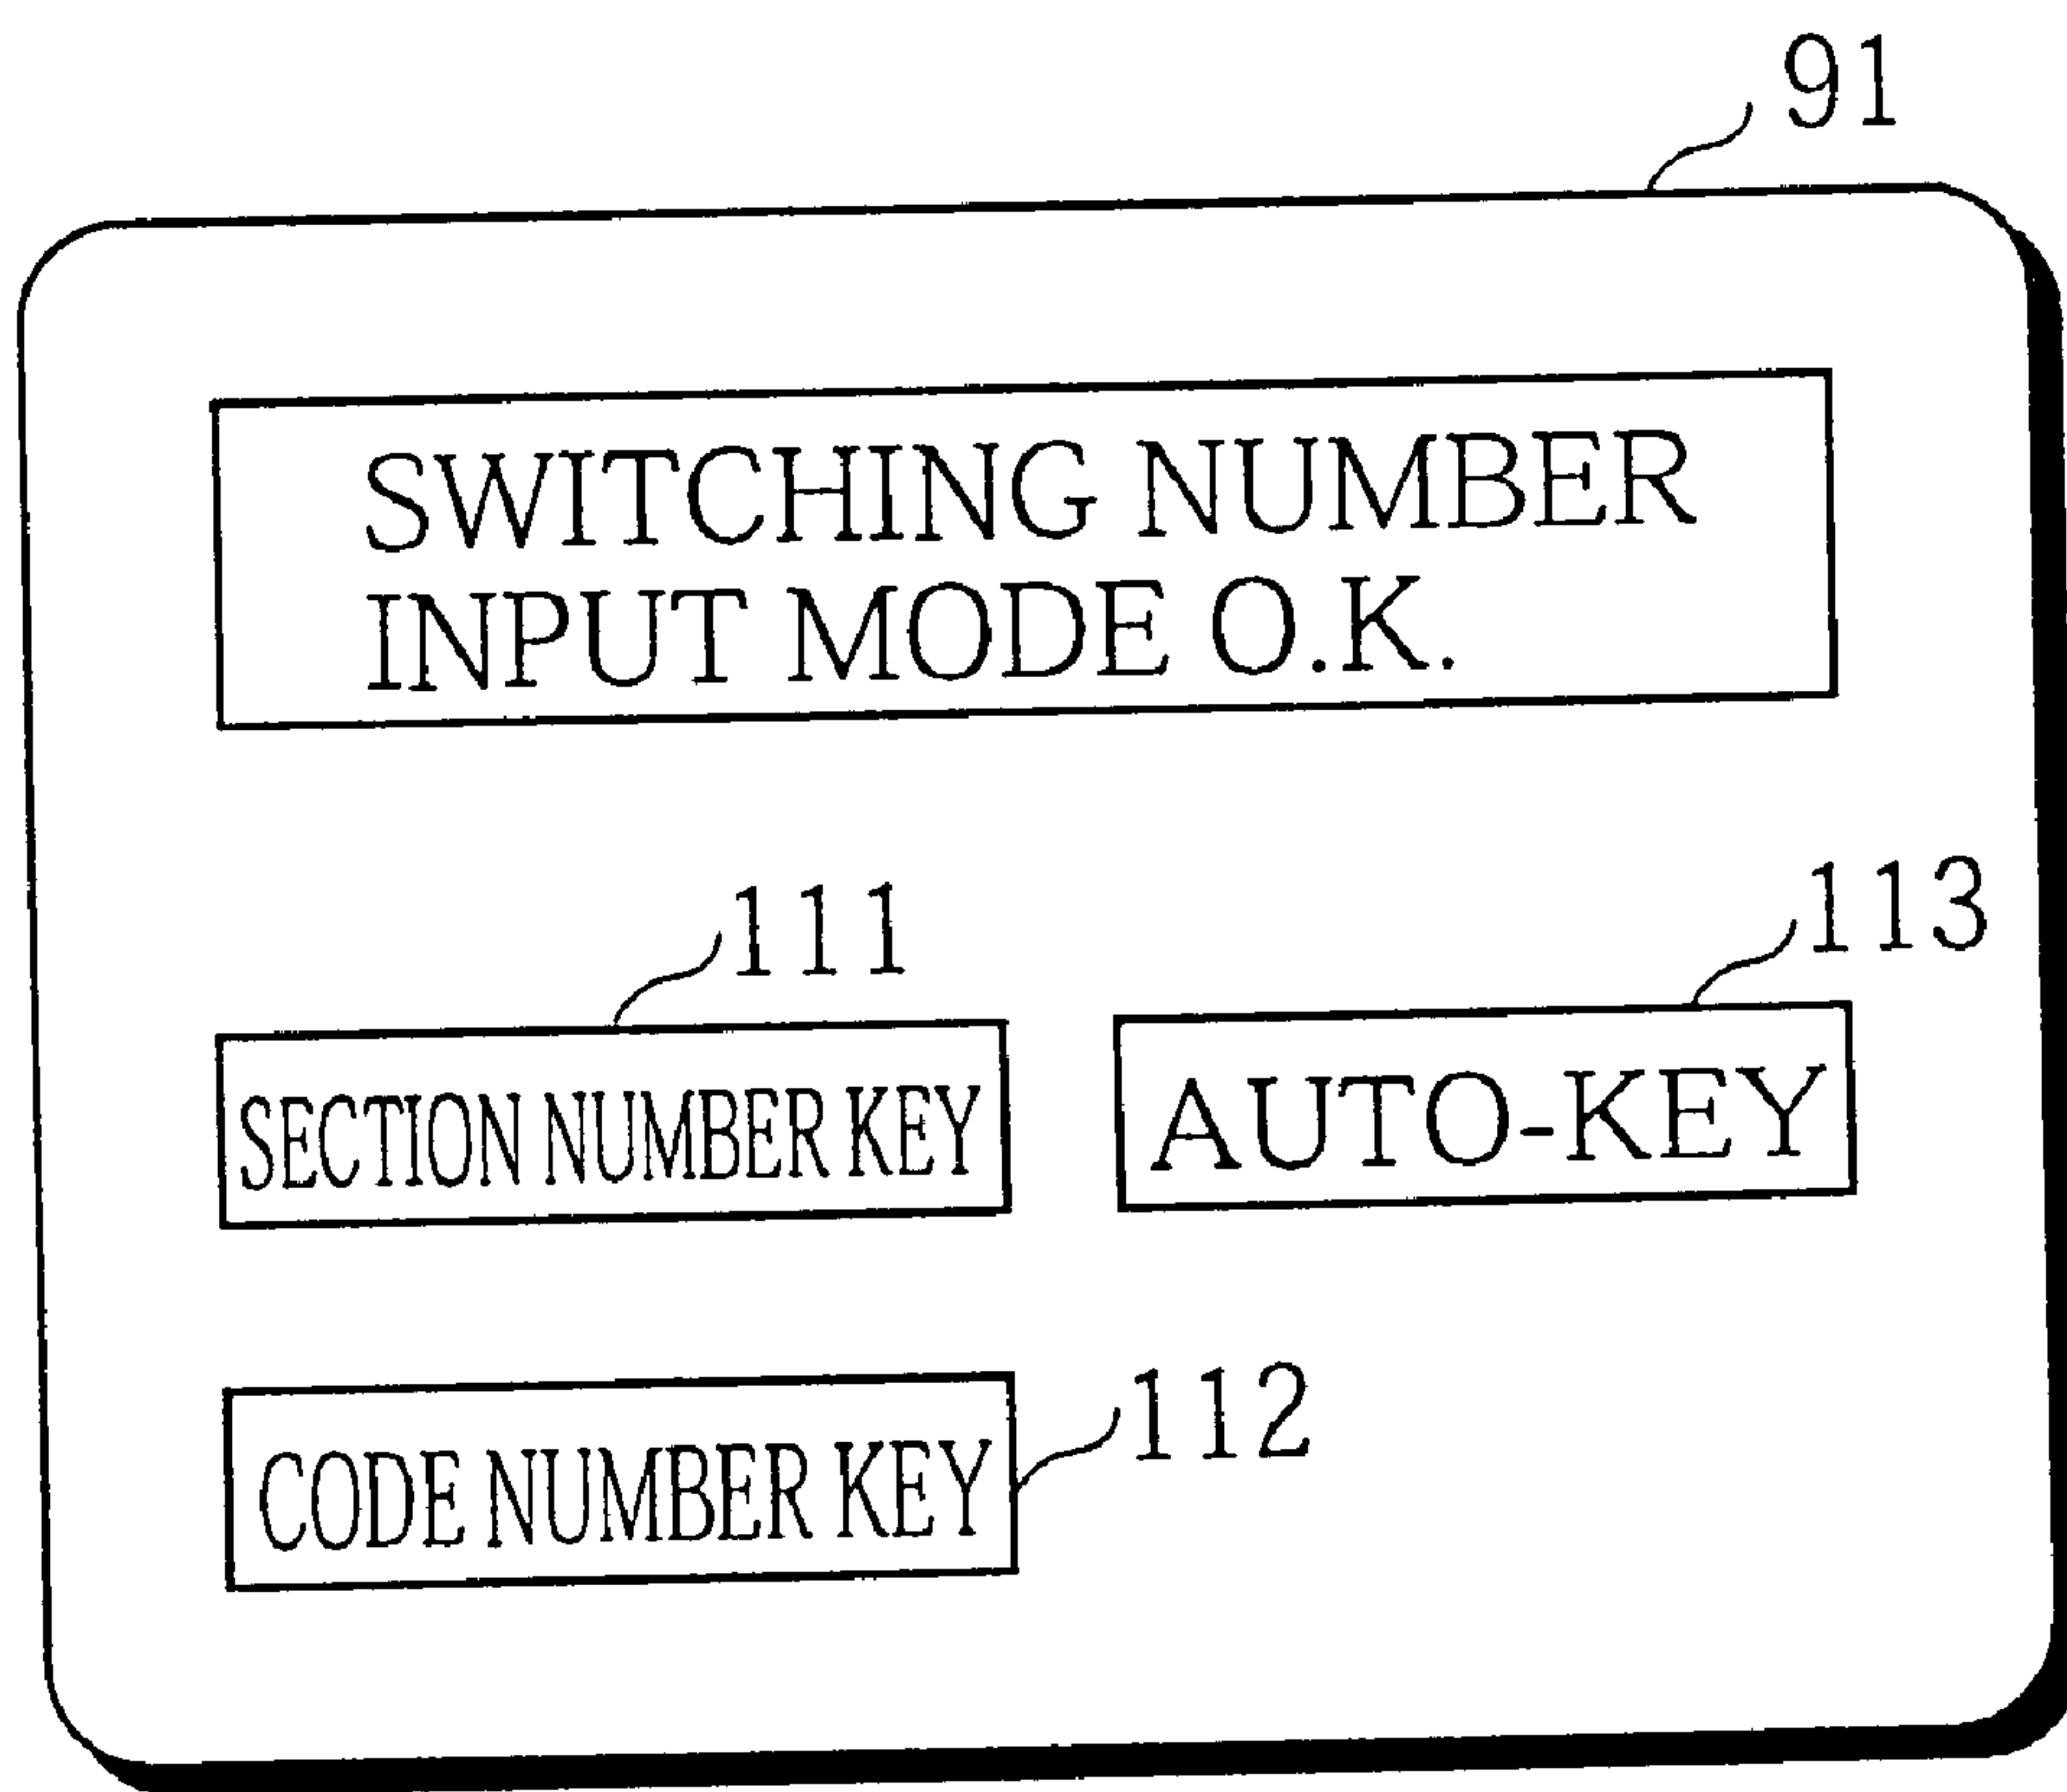 91
SWITCHING NUMBER
INPUT MODE O.K.
111
113
SECTION NUMBER KEY
AUTO-KEY
112
CODE NUMBER KEY